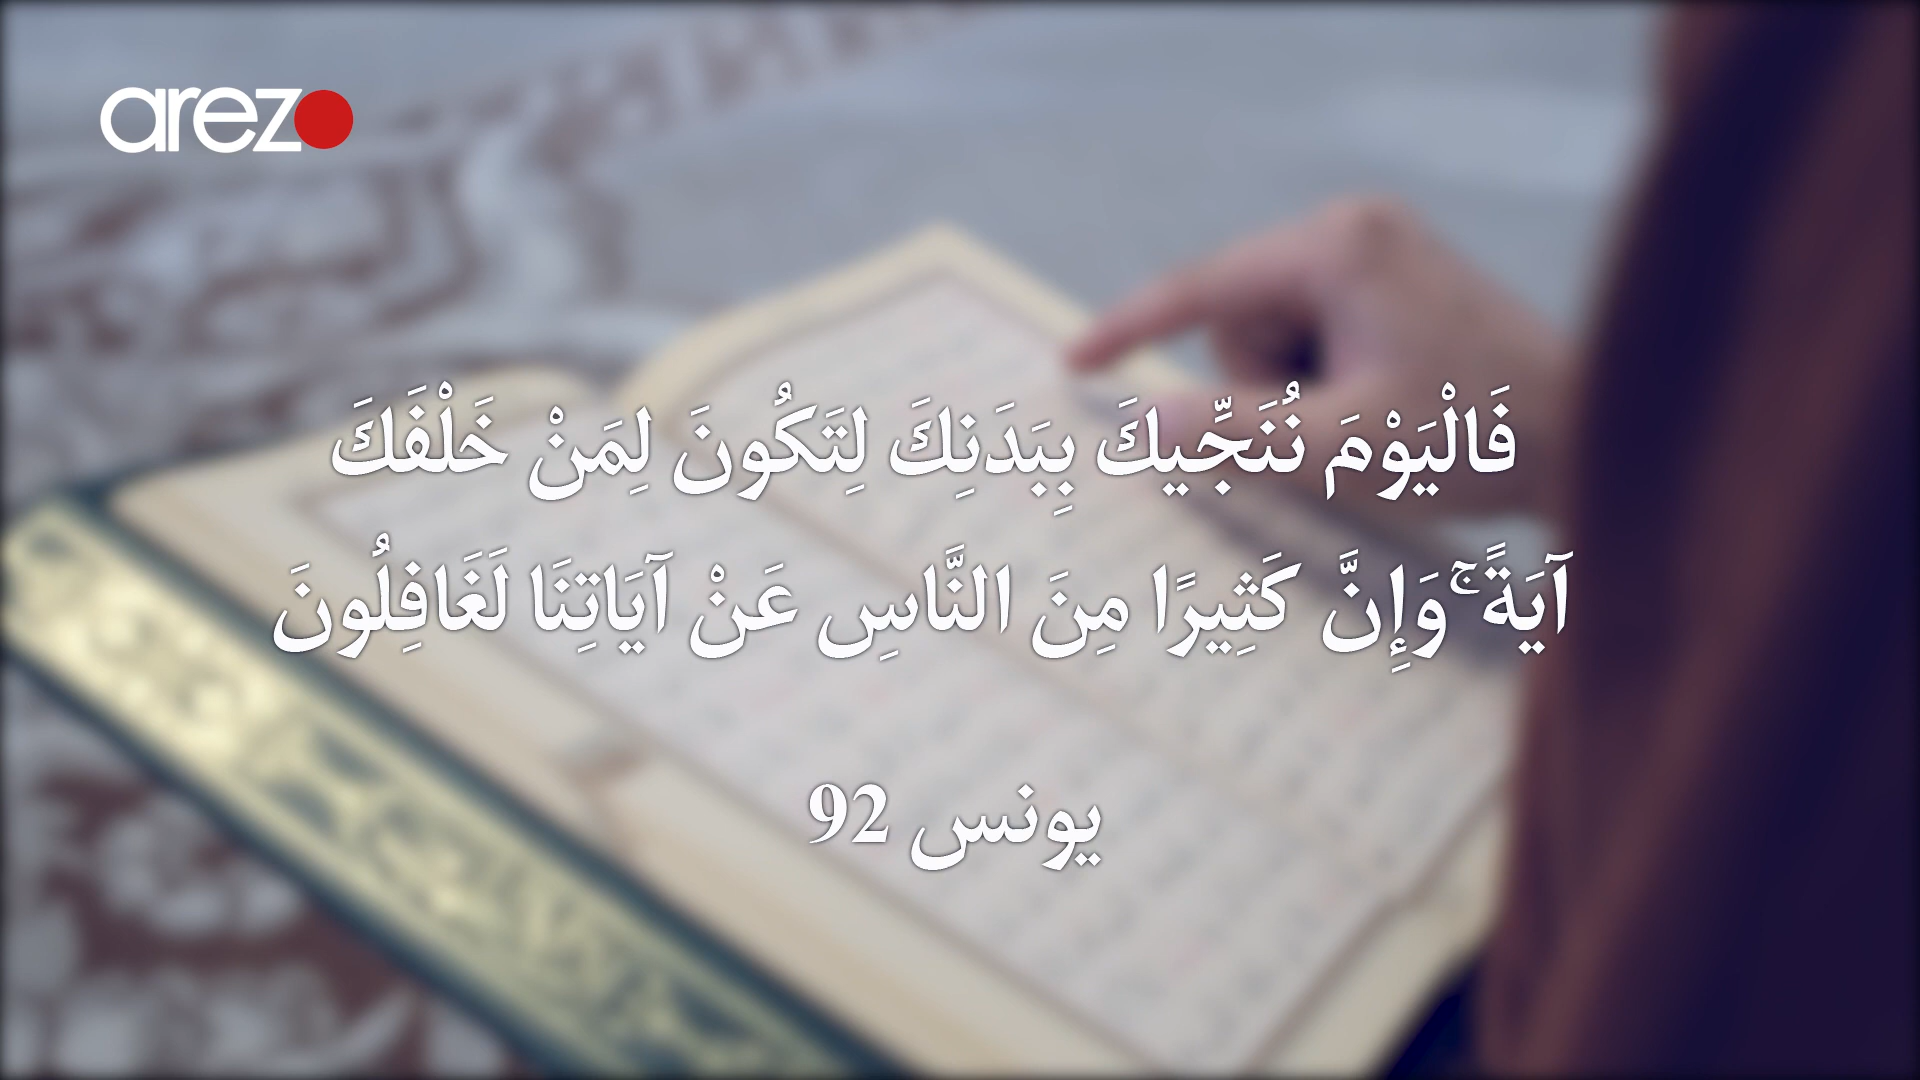 arezo
فَالْيَوْمَ نُنَجِّيكَ بِبَدَنِكَ لِتَكُونَ لِمَنْ خَلْفَكَ
آيَةً ۚ وَإِنَّ كَثِيرًا مِنَ النَّاسِ عَنْ آيَاتِنَا لَغَافِلُونَ
يونس 92